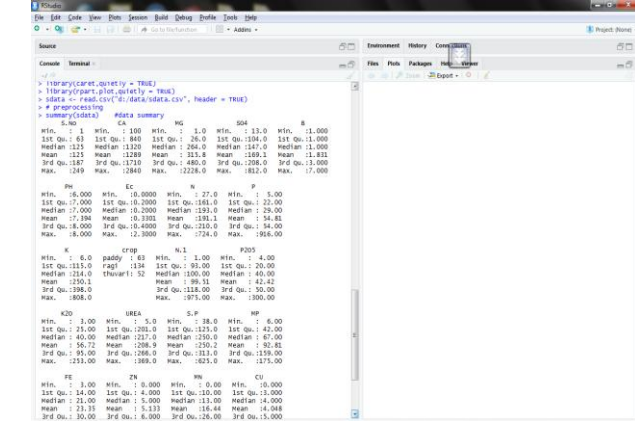 RStudio
File Edit Code View Plots Session Build Debug Profile Tools Help
Go to file/function Addins
Project: (None)
Source
Console Terminal
> library(caret,quietly = TRUE)
> library(rpart.plot,quietly = TRUE)
> sdata <- read.csv("d:/data/sdata.csv", header = TRUE)
> # preprocessing
> summary(sdata) #data summary
S.No CA MG SO4 B
Min. : 1 Min. : 100 Min. : 1.0 Min. : 13.0 Min. :1.000
1st Qu.: 63 1st Qu.: 840 1st Qu.: 26.0 1st Qu.:104.0 1st Qu.:1.000
Median :125 Median :1320 Median : 264.0 Median :147.0 Median :1.000
Mean :125 Mean :1289 Mean : 315.8 Mean :169.1 Mean :1.831
3rd Qu.:187 3rd Qu.:1710 3rd Qu.: 480.0 3rd Qu.:208.0 3rd Qu.:3.000
Max. :249 Max. :2840 Max. :2228.0 Max. :812.0 Max. :7.000
PH Ec N P
Min. :6.000 Min. :0.0000 Min. : 27.0 Min. : 5.00
1st Qu.:7.000 1st Qu.:0.2000 1st Qu.:161.0 1st Qu.: 22.00
Median :7.000 Median :0.2000 Median :193.0 Median : 29.00
Mean :7.394 Mean :0.3301 Mean :191.1 Mean : 54.81
3rd Qu.:8.000 3rd Qu.:0.4000 3rd Qu.:210.0 3rd Qu.: 54.00
Max. :8.000 Max. :2.3000 Max. :724.0 Max. :916.00
K crop N.1 P2O5
Min. : 6.0 paddy : 63 Min. : 1.00 Min. : 4.00
1st Qu.:115.0 ragi :134 1st Qu.: 93.00 1st Qu.: 20.00
Median :214.0 thuvari: 52 Median :100.00 Median : 40.00
Mean :250.1 Mean : 99.51 Mean : 42.42
3rd Qu.:398.0 3rd Qu.:118.00 3rd Qu.: 50.00
Max. :808.0 Max. :975.00 Max. :300.00
K2O UREA S.P MP
Min. : 3.00 Min. : 5.0 Min. : 38.0 Min. : 6.00
1st Qu.: 25.00 1st Qu.:201.0 1st Qu.:125.0 1st Qu.: 42.00
Median : 40.00 Median :217.0 Median :250.0 Median : 67.00
Mean : 56.72 Mean :208.9 Mean :250.2 Mean : 92.81
3rd Qu.: 95.00 3rd Qu.:266.0 3rd Qu.:313.0 3rd Qu.:159.00
Max. :253.00 Max. :369.0 Max. :625.0 Max. :175.00
FE ZN MN CU
Min. : 3.00 Min. : 0.000 Min. : 0.00 Min. :0.000
1st Qu.: 14.00 1st Qu.: 4.000 1st Qu.:10.00 1st Qu.:3.000
Median : 21.00 Median : 5.000 Median :13.00 Median :4.000
Mean : 23.35 Mean : 5.133 Mean :16.44 Mean :4.048
3rd Qu.: 30.00 3rd Qu.: 6.000 3rd Qu.:26.00 3rd Qu.:5.000
Environment History
Files Plots Packages Viewer
Zoom Export